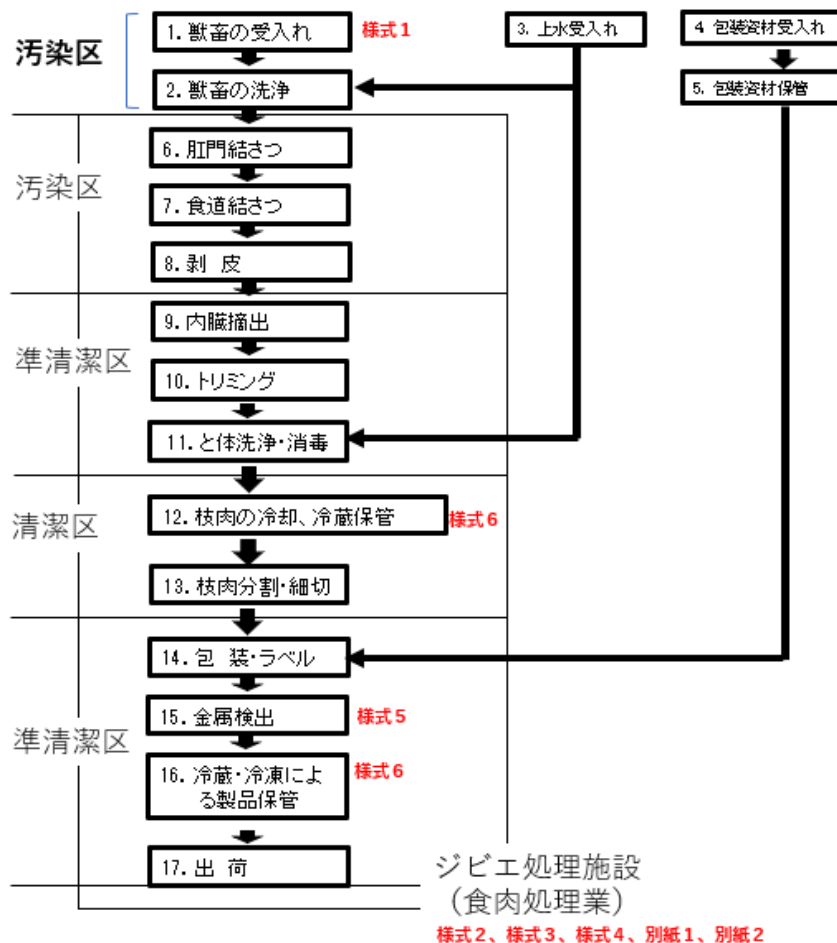 汚染区
1. 獣畜の受入れ
様式1
3. 上水受入れ
4 包装資材受入れ
2. 獣畜の洗浄
5. 包装資材保管
汚染区
6. 肛門結さつ
7. 食道結さつ
8. 剥 皮
準清潔区
9. 内臓摘出
10. トリミング
11. と体洗浄・消毒
清潔区
12. 枝肉の冷却、冷蔵保管
様式6
13. 枝肉分割・細切
準清潔区
14. 包 装・ラベル
15. 金属検出
様式5
16. 冷蔵・冷凍によ
る製品保管
様式6
17. 出 荷
ジビエ処理施設
（食肉処理業）
様式2、様式3、様式4、別紙1、別紙2